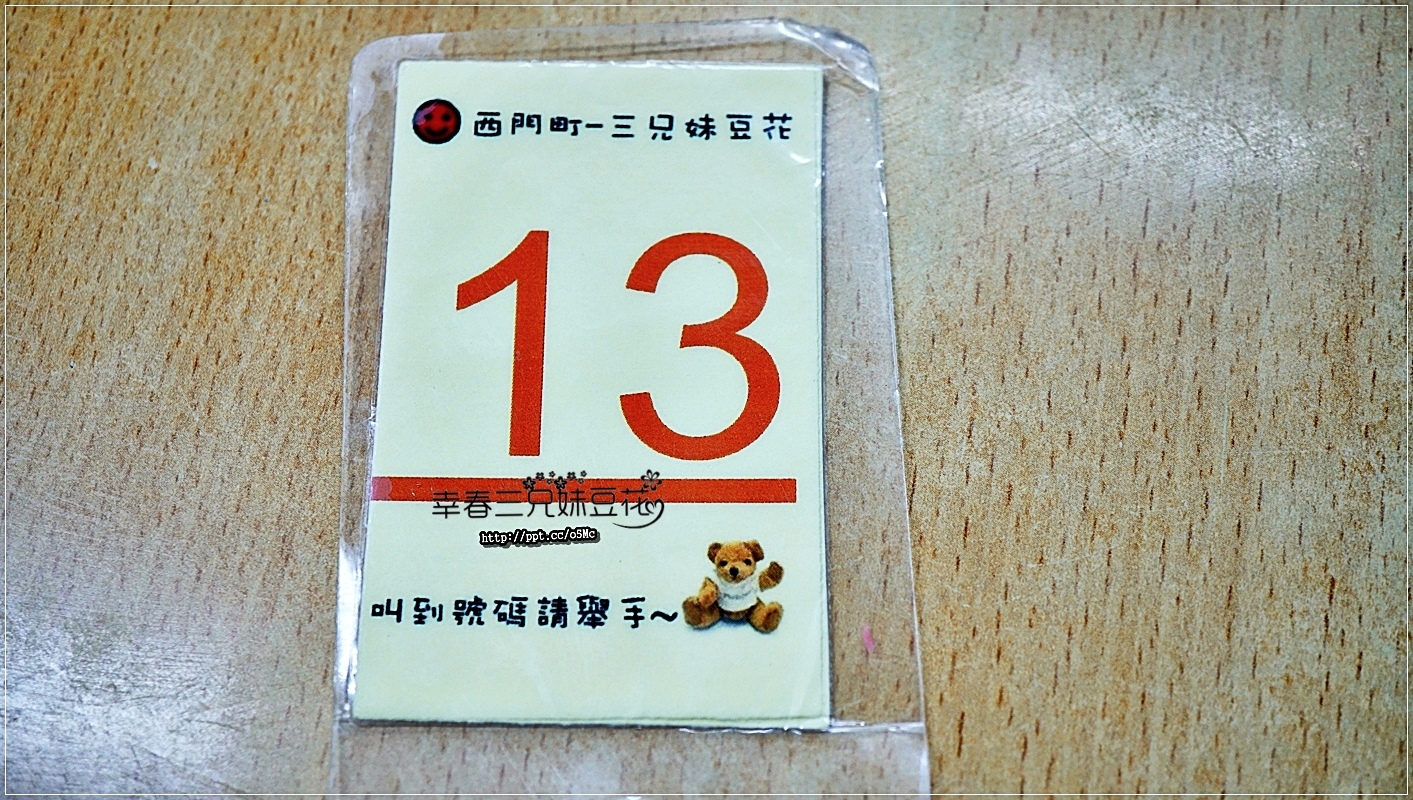 西門町-三兄妹豆花
13
幸春三兄妹豆花
http://ppt.cc/o5Mc
叫到號碼請舉手~